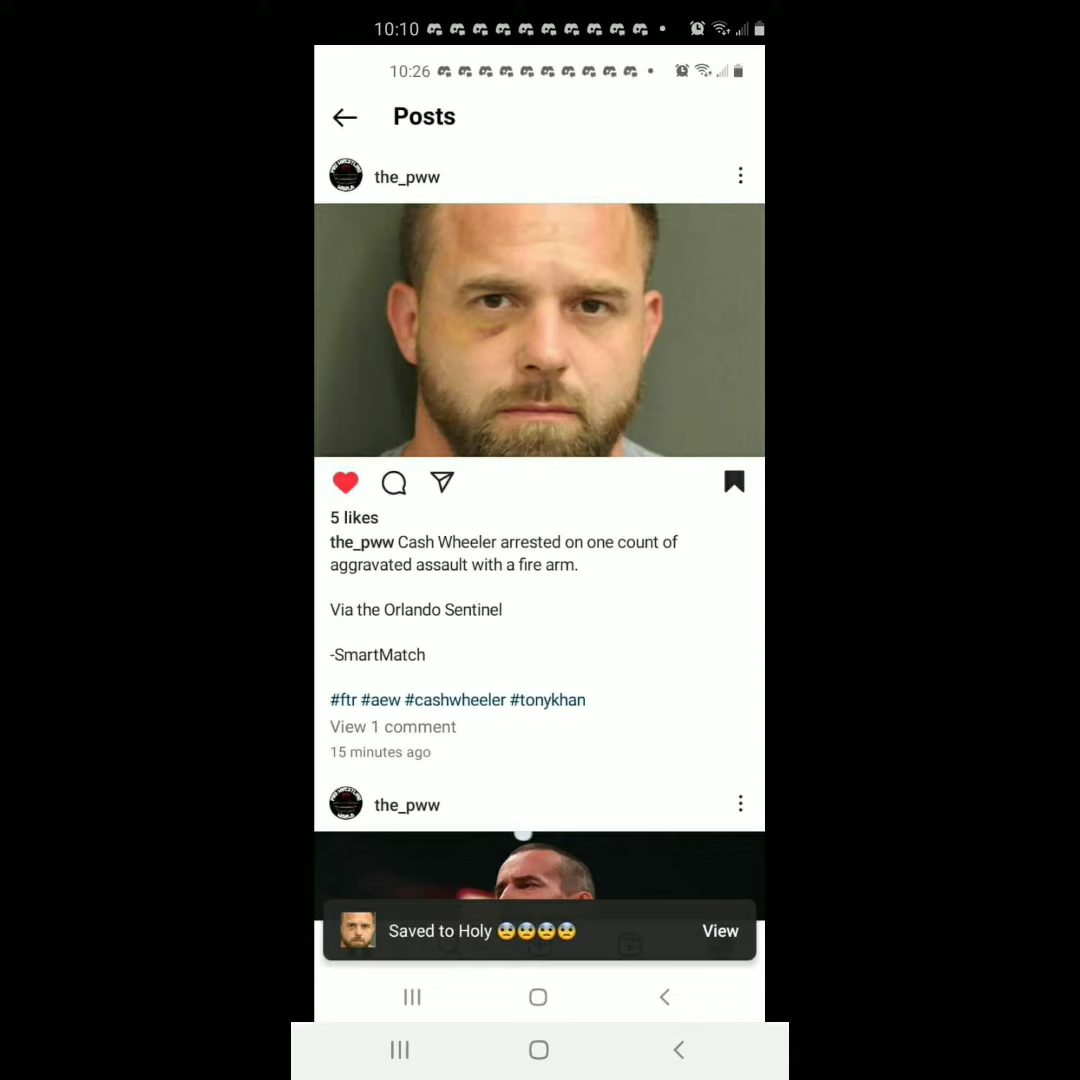 10:10
10:26
Posts
the_pww
5 likes
the_pww Cash Wheeler arrested on one count of
aggravated assault with a fire arm.
Via the Orlando Sentinel
-SmartMatch
#ftr #aew #cashwheeler #tonykhan
View 1 comment
15 minutes ago
the_pww
Saved to Holy 😨😨😨😨 View